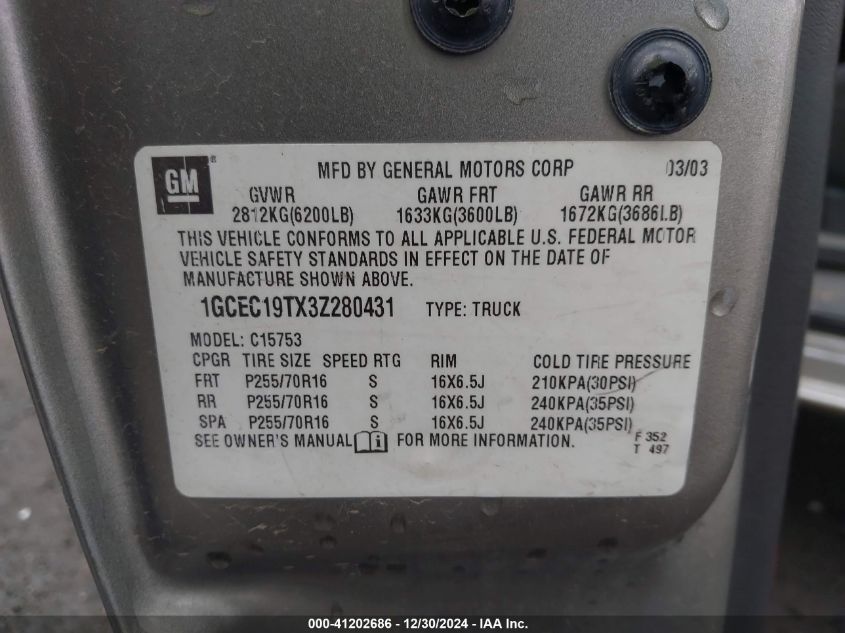 GM® MFD BY GENERAL MOTORS CORP 03/03
GVWR GAWR FRT GAWR RR
2812KG(6200LB) 1633KG(3600LB) 1672KG(3686LB)
THIS VEHICLE CONFORMS TO ALL APPLICABLE U.S. FEDERAL MOTOR
VEHICLE SAFETY STANDARDS IN EFFECT ON THE DATE OF
MANUFACTURE SHOWN ABOVE.
1GCEC19TX3Z280431 TYPE: TRUCK
MODEL: C15753
CPGR TIRE SIZE SPEED RTG RIM COLD TIRE PRESSURE
FRT P255/70R16 S 16X6.5J 210KPA(30PSI)
RR P255/70R16 S 16X6.5J 240KPA(35PSI)
SPA P255/70R16 S 16X6.5J 240KPA(35PSI)
SEE OWNER'S MANUAL FOR MORE INFORMATION.
F 352
T 497
000-41202686 - 12/30/2024 - IAA Inc.